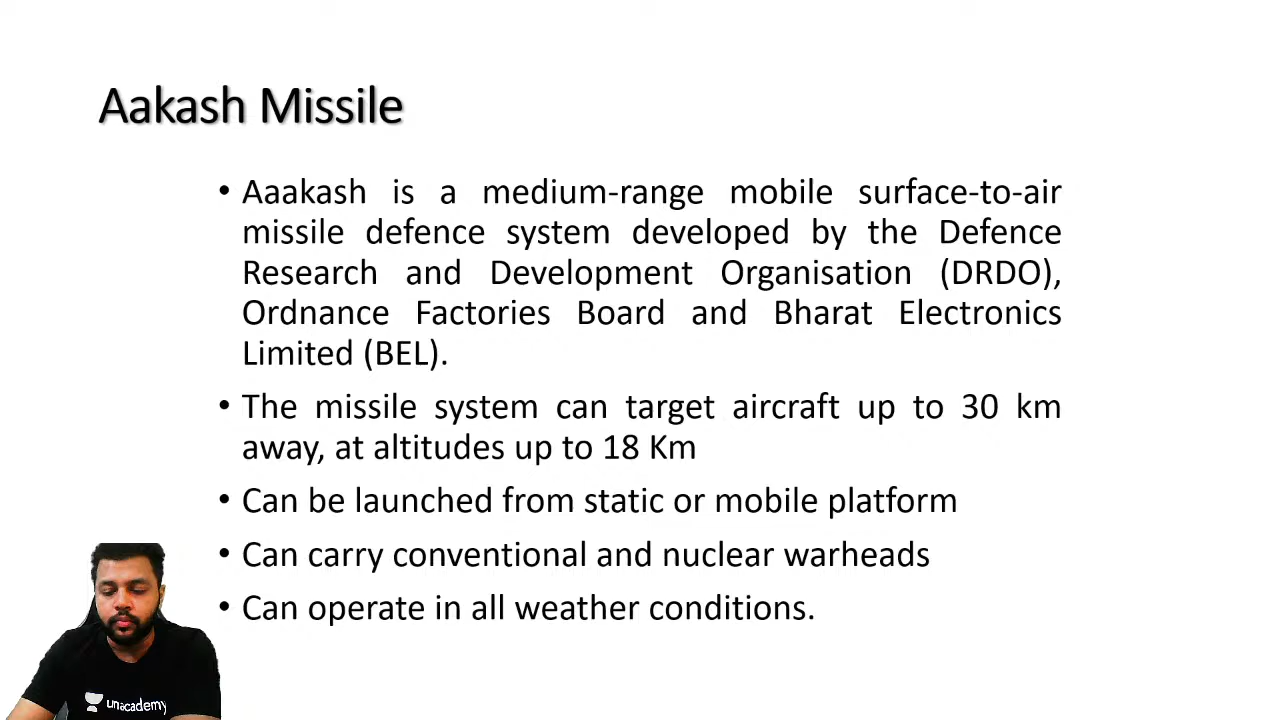 Aakash Missile
• Aaakash is a medium-range mobile surface-to-air
missile defence system developed by the Defence
Research and Development Organisation (DRDO),
Ordnance Factories Board and Bharat Electronics
Limited (BEL).
• The missile system can target aircraft up to 30 km
away, at altitudes up to 18 Km
• Can be launched from static or mobile platform
• Can carry conventional and nuclear warheads
• Can operate in all weather conditions.
unacademy